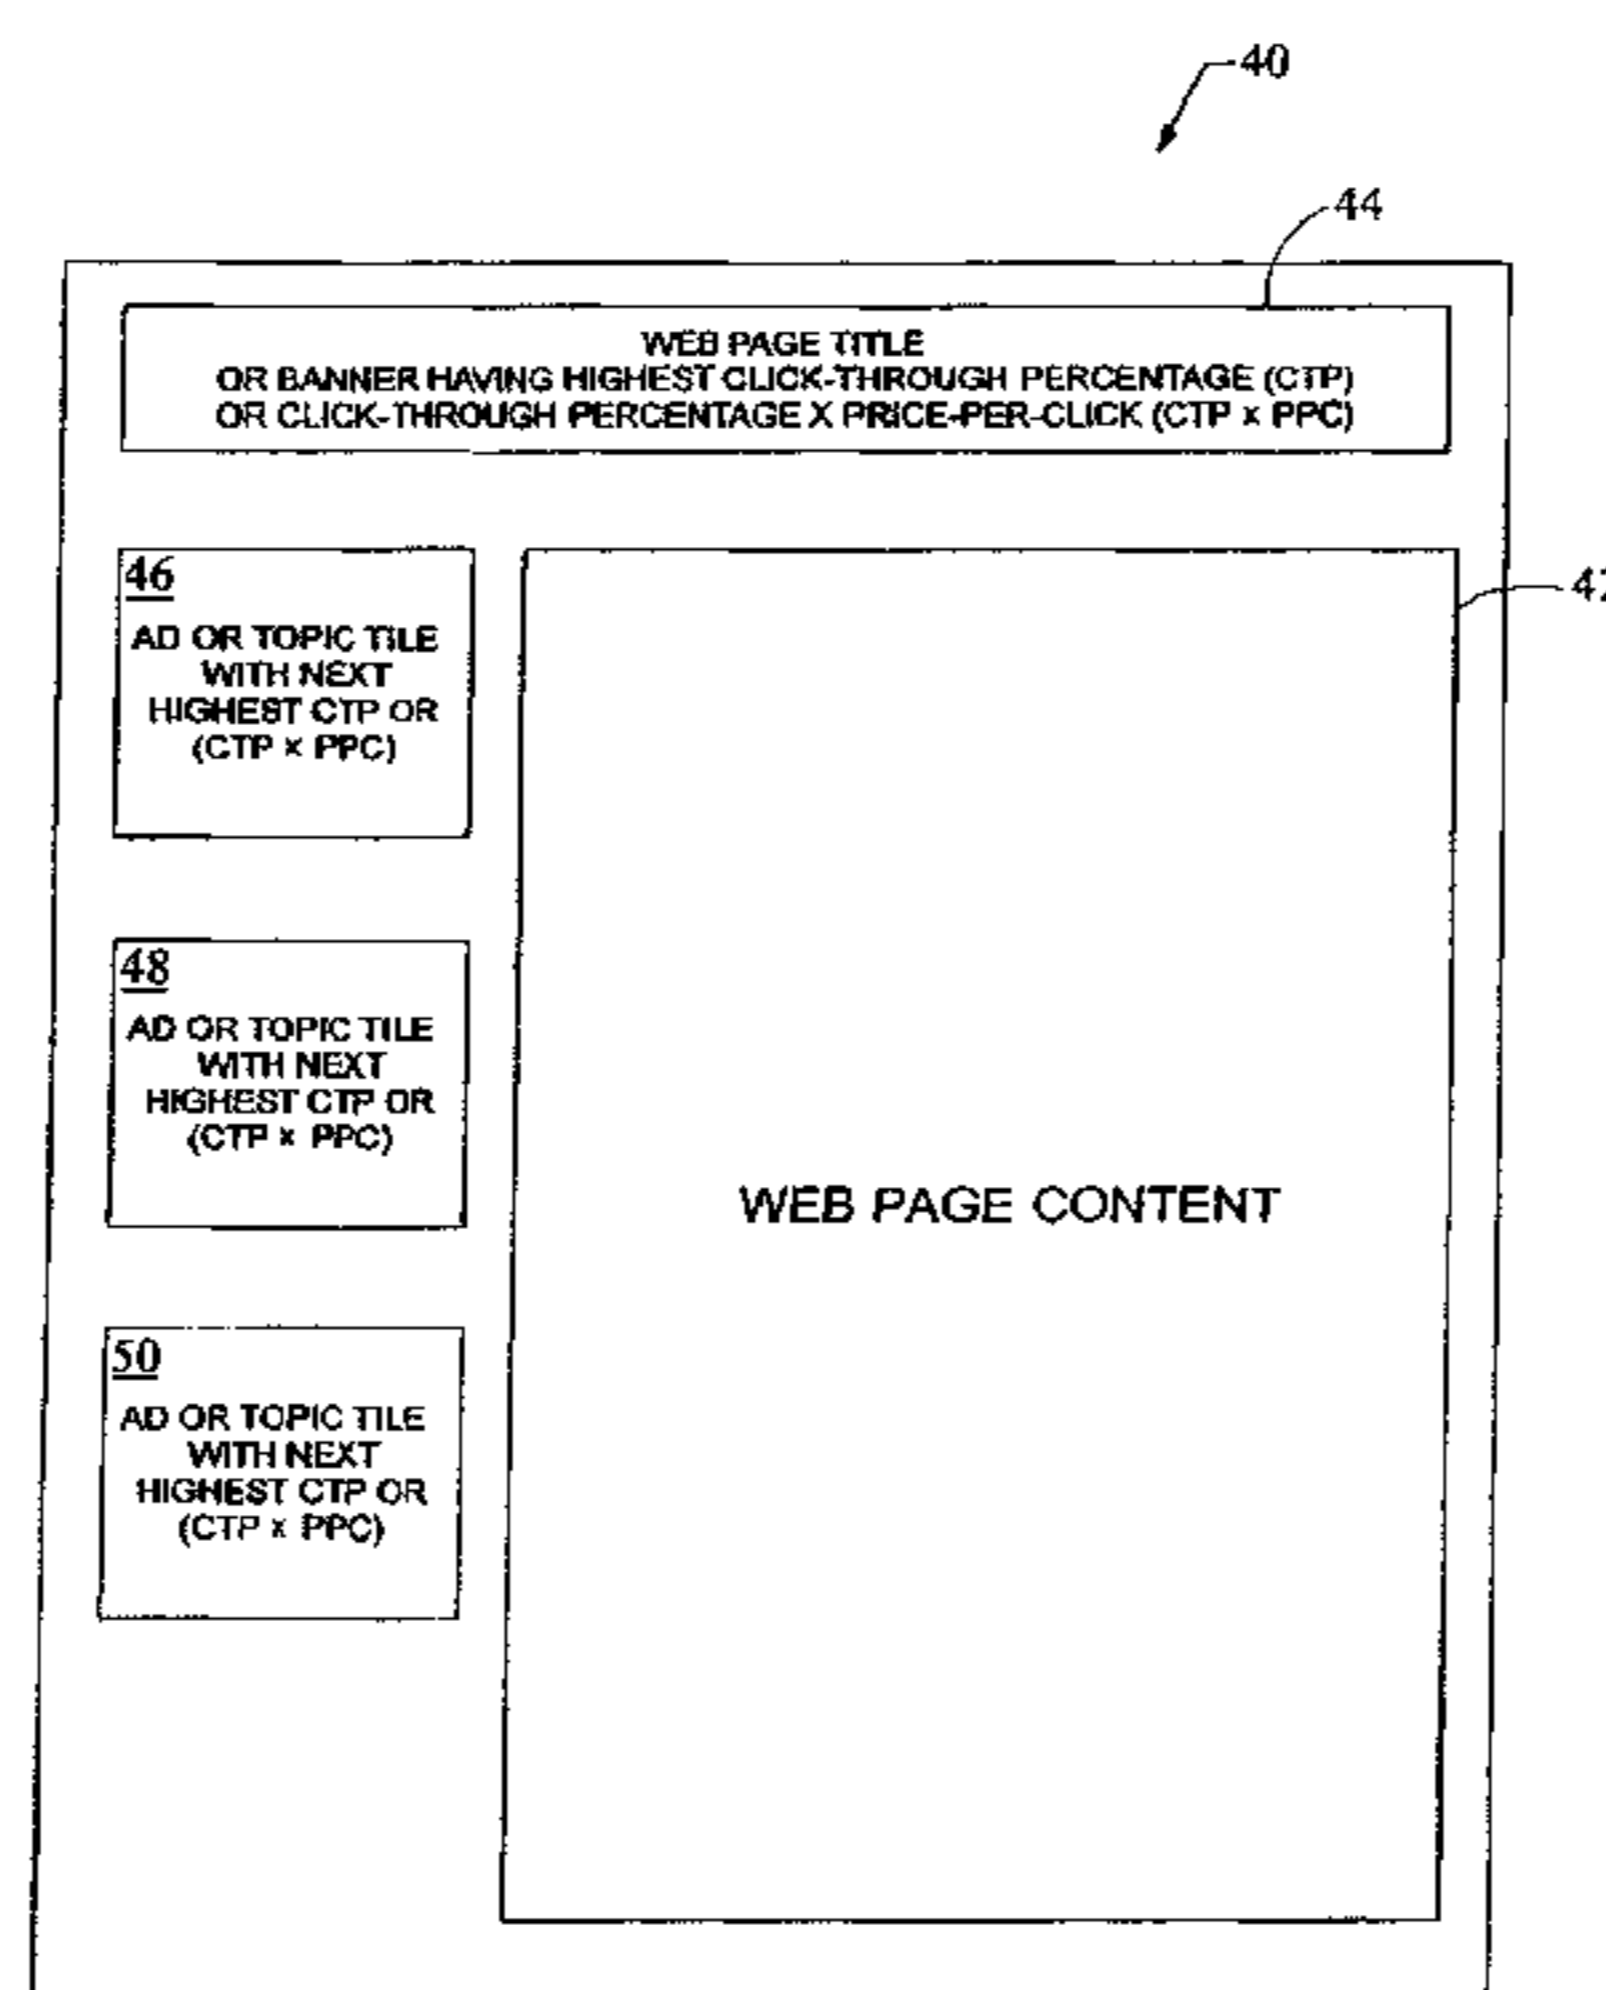 40
44
WEB PAGE TITLE
OR BANNER HAVING HIGHEST CLICK-THROUGH PERCENTAGE (CTP)
OR CLICK-THROUGH PERCENTAGE X PRICE-PER-CLICK (CTP x PPC)
46
AD OR TOPIC TILE
WITH NEXT
HIGHEST CTP OR
(CTP x PPC)
48
AD OR TOPIC TILE
WITH NEXT
HIGHEST CTP OR
(CTP x PPC)
50
AD OR TOPIC TILE
WITH NEXT
HIGHEST CTP OR
(CTP x PPC)
WEB PAGE CONTENT